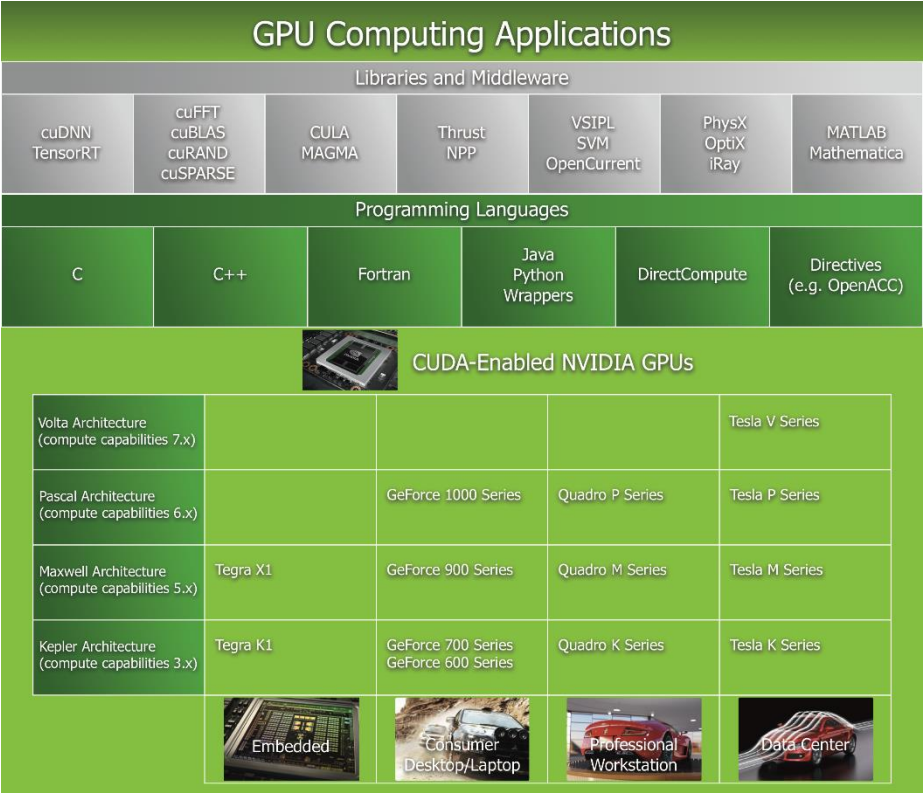 GPU Computing Applications
Libraries and Middleware
cuDNN
TensorRT
cuFFT
cuBLAS
cuRAND
cuSPARSE
CULA
MAGMA
Thrust
NPP
VSIPL
SVM
OpenCurrent
PhysX
OptiX
iRay
MATLAB
Mathematica
Programming Languages
C
C++
Fortran
Java
Python
Wrappers
DirectCompute
Directives
(e.g. OpenACC)
CUDA-Enabled NVIDIA GPUs
Volta Architecture
(compute capabilities 7.x)
Tesla V Series
Pascal Architecture
(compute capabilities 6.x)
GeForce 1000 Series
Quadro P Series
Tesla P Series
Maxwell Architecture
(compute capabilities 5.x)
Tegra X1
GeForce 900 Series
Quadro M Series
Tesla M Series
Kepler Architecture
(compute capabilities 3.x)
Tegra K1
GeForce 700 Series
GeForce 600 Series
Quadro K Series
Tesla K Series
Embedded
Consumer
Desktop/Laptop
Professional
Workstation
Data Center